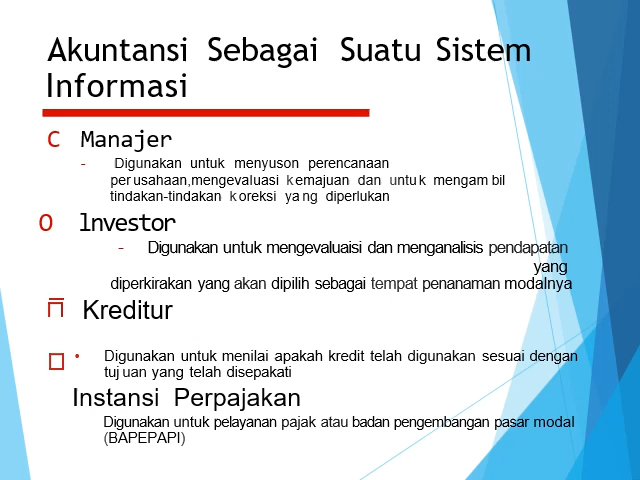 Akuntansi Sebagai Suatu Sistem
Informasi
C Manajer
- Digunakan untuk menyuson perencanaan
perusahaan,mengevaluasi kemajuan dan untuk mengambil
tindakan-tindakan koreksi yang diperlukan
O lnvestor
- Digunakan untuk mengevaluaisi dan menganalisis pendapatan
yang
diperkirakan yang akan dipilih sebagai tempat penanaman modalnya
Kreditur
• Digunakan untuk menilai apakah kredit telah digunakan sesuai dengan
tujuan yang telah disepakati
Instansi Perpajakan
Digunakan untuk pelayanan pajak atau badan pengembangan pasar modal
(BAPEPAPI)